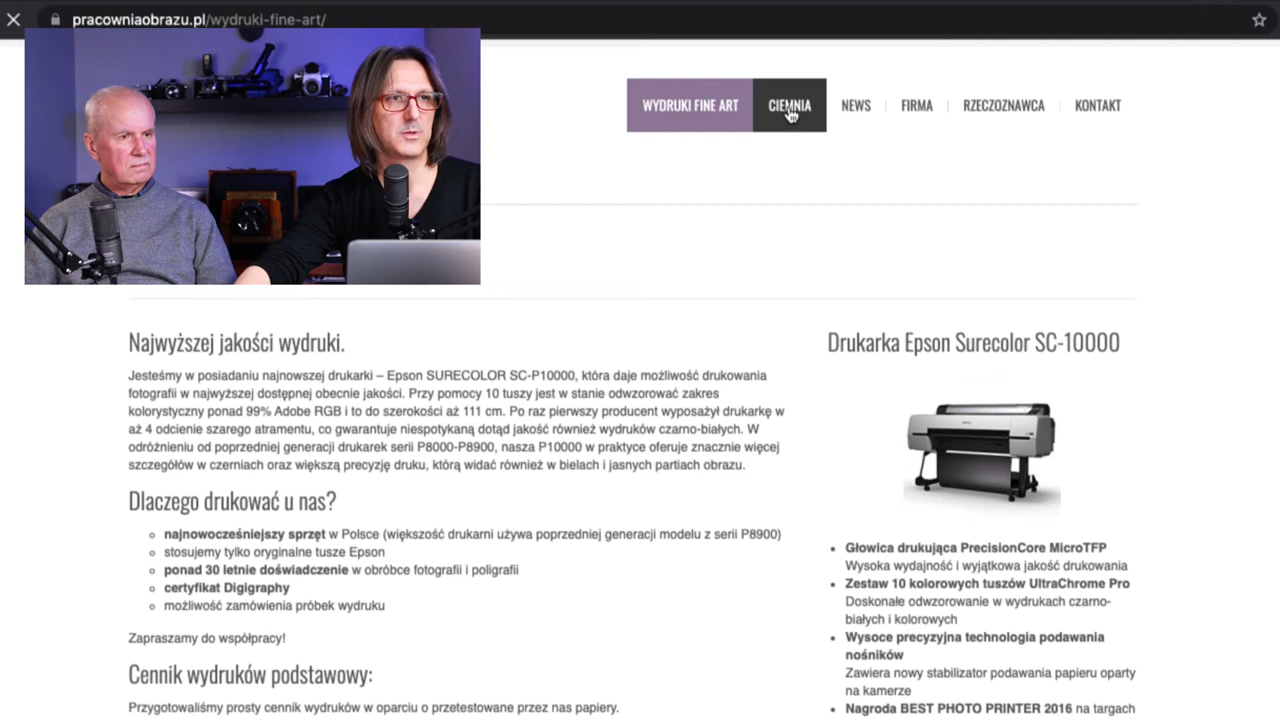 pracowniaobrazu.pl/wydruki-fine-art/
WYDRUKI FINE ART
CIEMNIA
NEWS
FIRMA
RZECZOZNAWCA
KONTAKT
Najwyższej jakości wydruki.
Jesteśmy w posiadaniu najnowszej drukarki – Epson SURECOLOR SC-P10000, która daje możliwość drukowania
fotografii w najwyższej dostępnej obecnie jakości. Przy pomocy 10 tuszy jest w stanie odwzorować zakres
kolorystyczny ponad 99% Adobe RGB i to do szerokości aż 111 cm. Po raz pierwszy producent wyposażył drukarkę w
aż 4 odcienie szarego atramentu, co gwarantuje niespotykaną dotąd jakość również wydruków czarno-białych. W
odróżnieniu od poprzedniej generacji drukarek serii P8000-P8900, nasza P10000 w praktyce oferuje znacznie więcej
szczegółów w czerniach oraz większą precyzję druku, którą widać również w bielach i jasnych partiach obrazu.
Dlaczego drukować u nas?
najnowocześniejszy sprzęt w Polsce (większość drukarni używa poprzedniej generacji modelu z serii P8900)
stosujemy tylko oryginalne tusze Epson
ponad 30 letnie doświadczenie w obróbce fotografii i poligrafii
certyfikat Digigraphy
możliwość zamówienia próbek wydruku
Zapraszamy do współpracy!
Cennik wydruków podstawowy:
Przygotowaliśmy prosty cennik wydruków w oparciu o przetestowane przez nas papiery.
Drukarka Epson Surecolor SC-10000
Głowica drukująca PrecisionCore MicroTFP
Wysoka wydajność i wyjątkowa jakość drukowania
Zestaw 10 kolorowych tuszów UltraChrome Pro
Doskonałe odwzorowanie w wydrukach czarno-
białych i kolorowych
Wysoce precyzyjna technologia podawania
nośników
Zawiera nowy stabilizator podawania papieru oparty
na kamerze
Nagroda BEST PHOTO PRINTER 2016 na targach